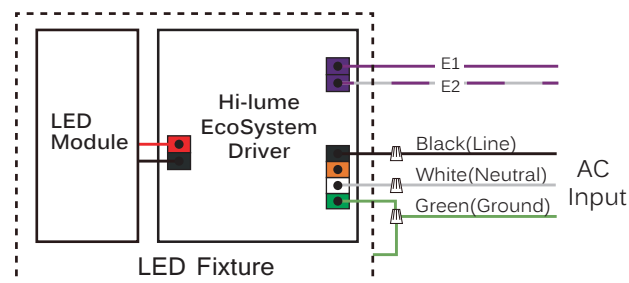 E1
E2
Hi-lume
EcoSystem
Driver
LED
Module
Black(Line)
White(Neutral)
Green(Ground)
AC
Input
LED Fixture